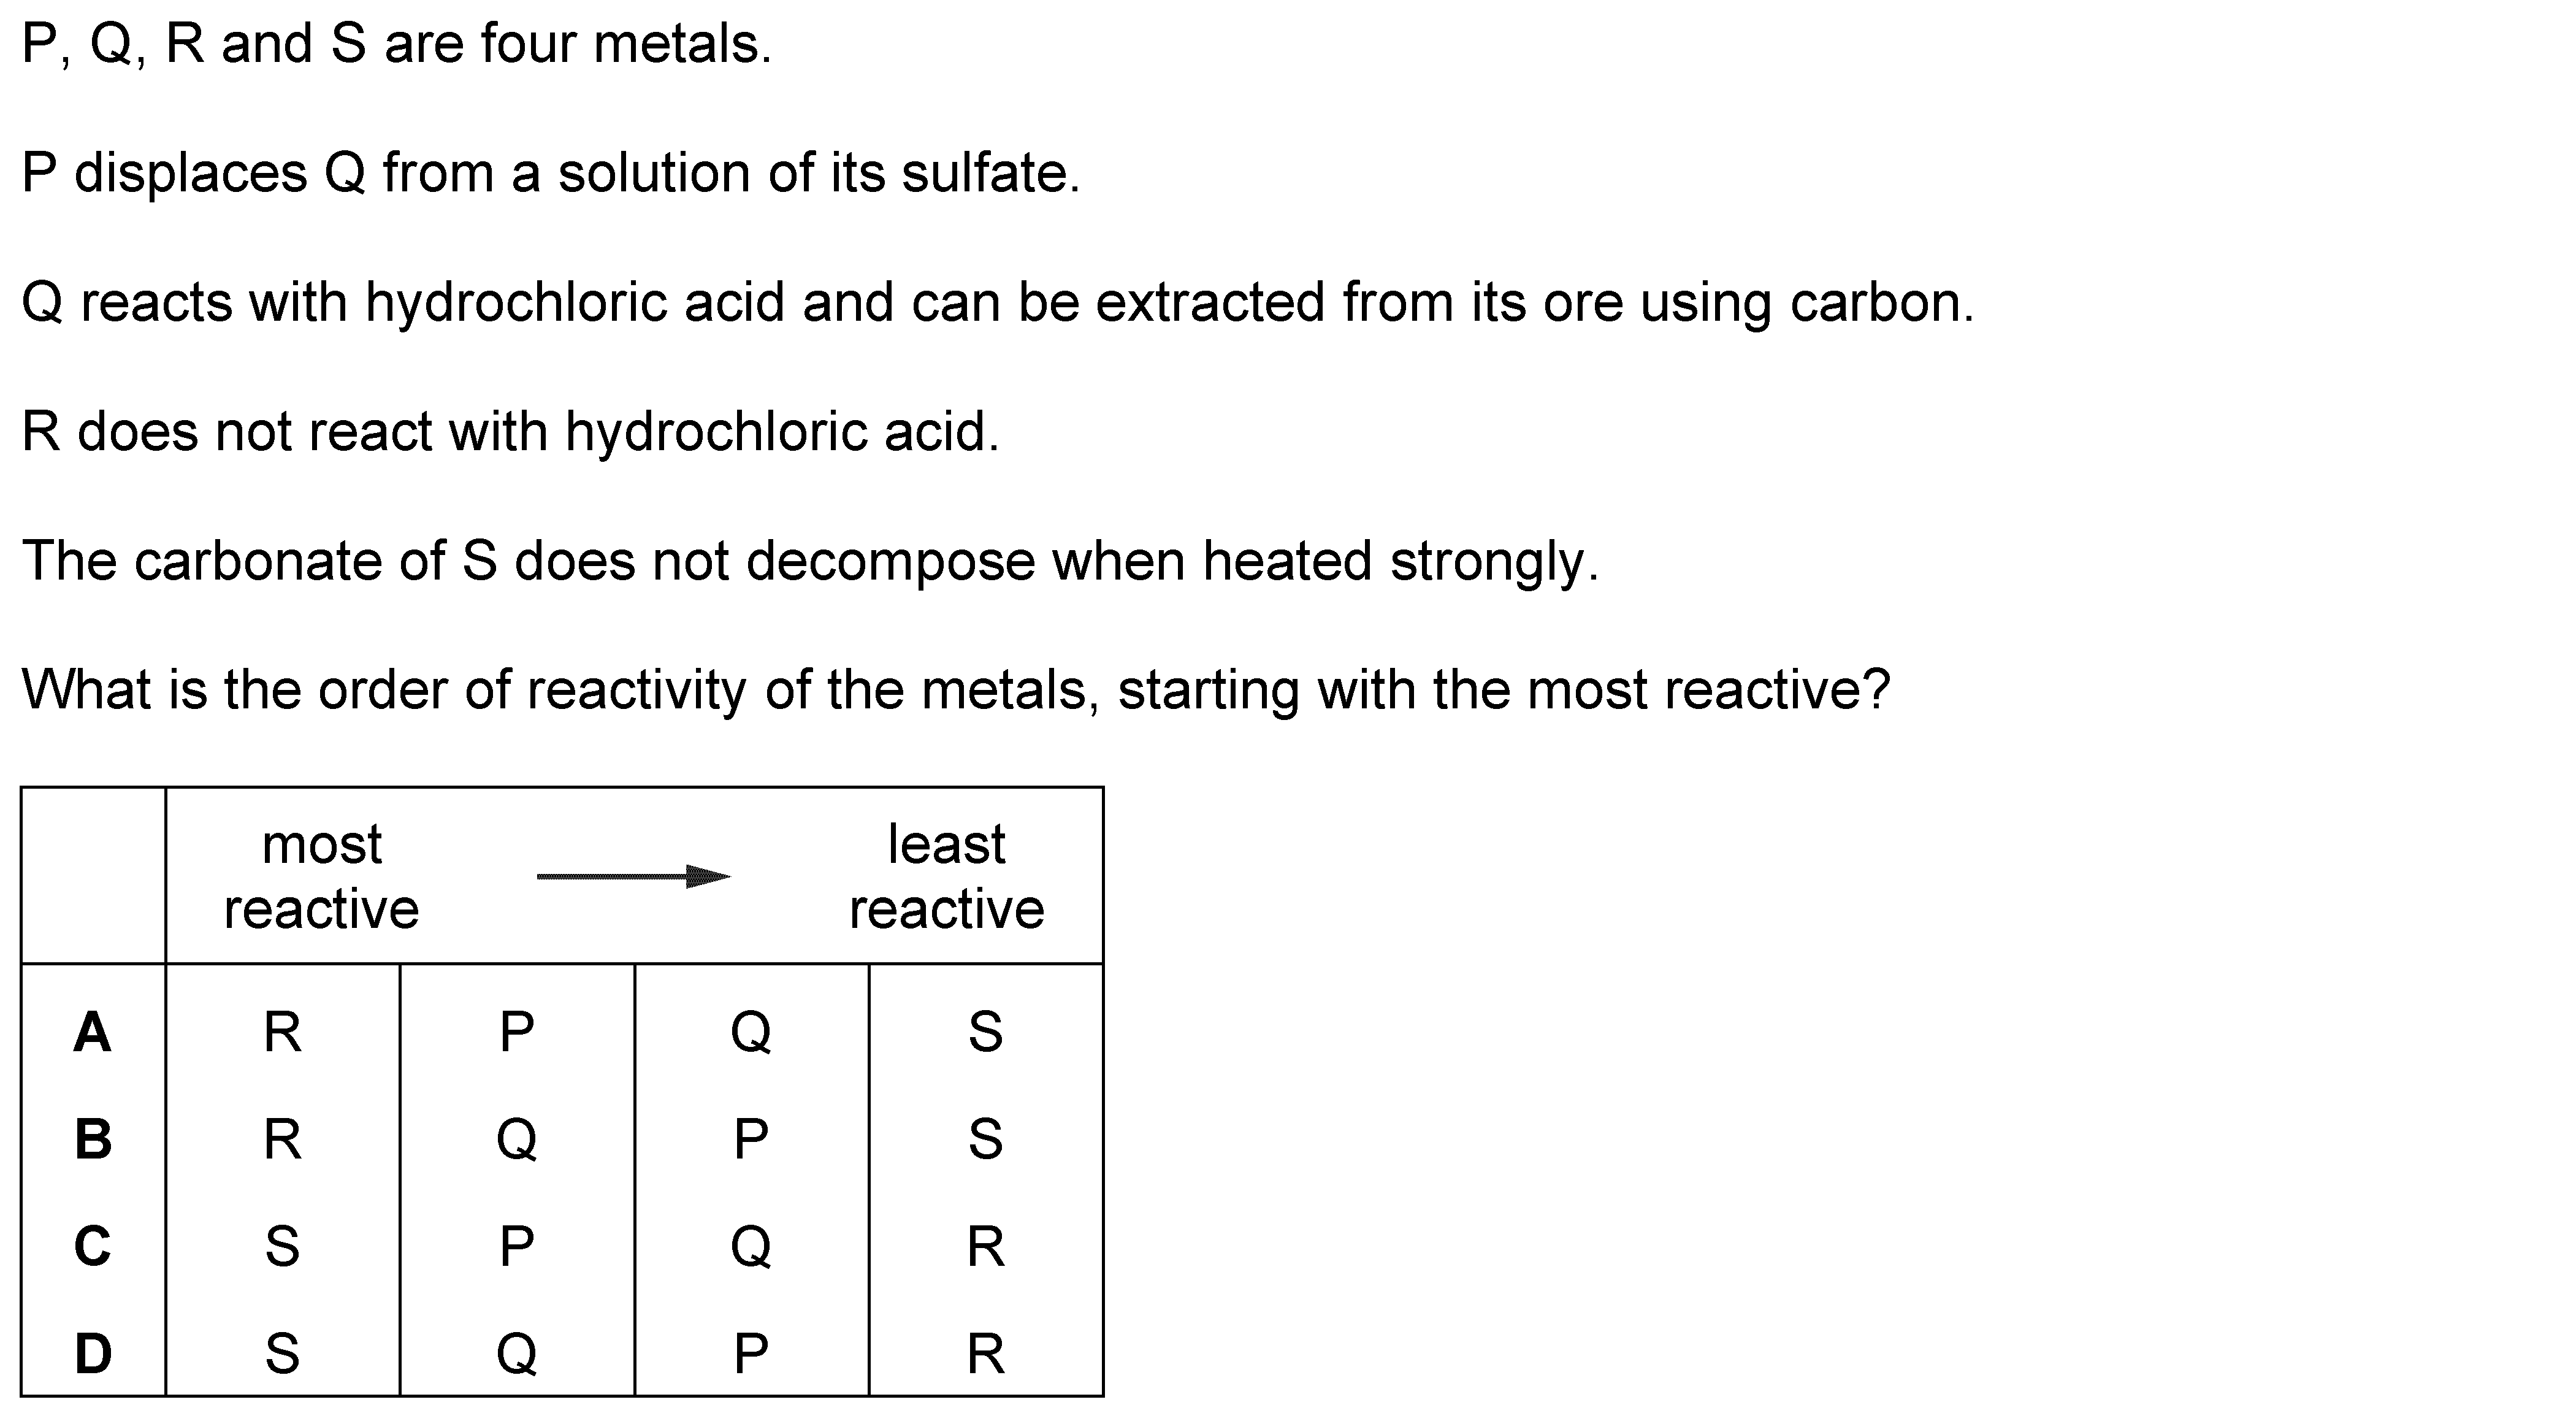 P, Q, R and S are four metals.
P displaces Q from a solution of its sulfate.
Q reacts with hydrochloric acid and can be extracted from its ore using carbon.
R does not react with hydrochloric acid.
The carbonate of S does not decompose when heated strongly.
What is the order of reactivity of the metals, starting with the most reactive?
most least
reactive reactive
A R P Q S
B R Q P S
C S P Q R
D S Q P R